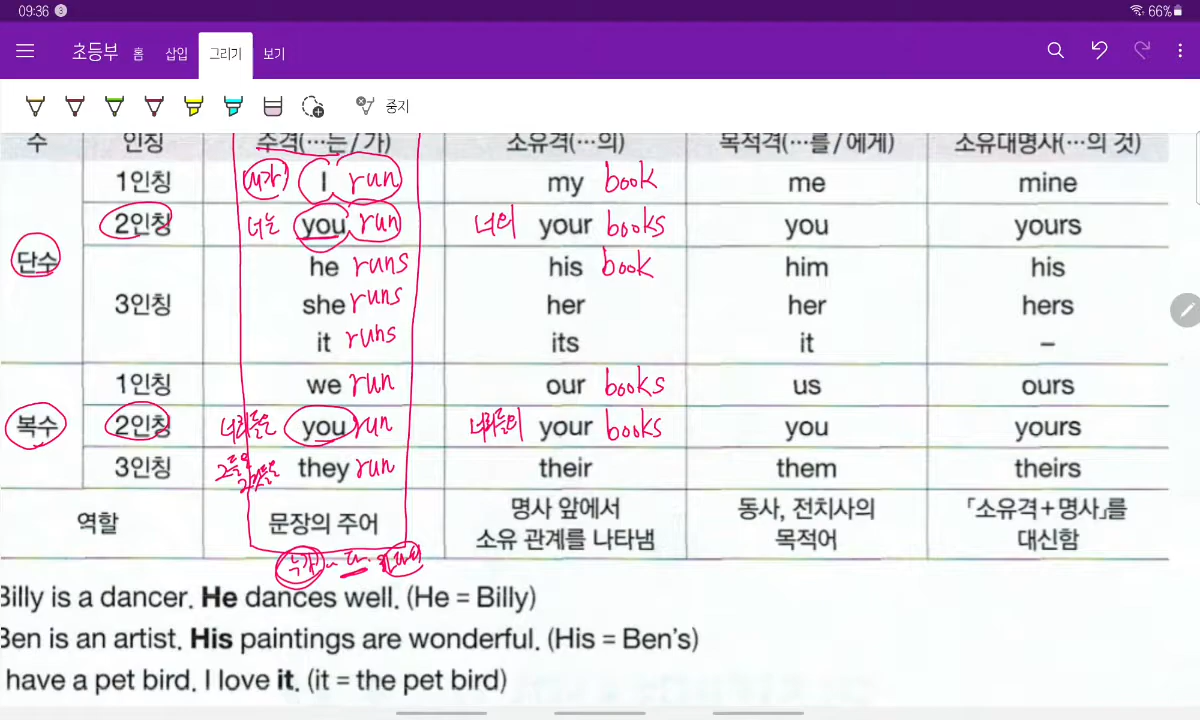 09:36 3 66%
초등부 홈 삽입 그리기 보기
중지
수 인칭 주격(…는/가) 소유격(…의) 목적격(…를/에게) 소유대명사(…의 것)
1인칭 I run my book me mine
단수 2인칭 너는 you run 너의 your books you yours
he runs his book him his
3인칭 she runs her her hers
it runs its it –
1인칭 we run our books us ours
복수 2인칭 너희들은 you run 너희들의 your books you yours
3인칭 그들은 그것들은 they run their them theirs
역할 문장의 주어 명사 앞에서 동사, 전치사의 「소유격+명사」를
소유 관계를 나타냄 목적어 대신함
Billy is a dancer. He dances well. (He = Billy)
Ben is an artist. His paintings are wonderful. (His = Ben's)
have a pet bird. I love it. (it = the pet bird)